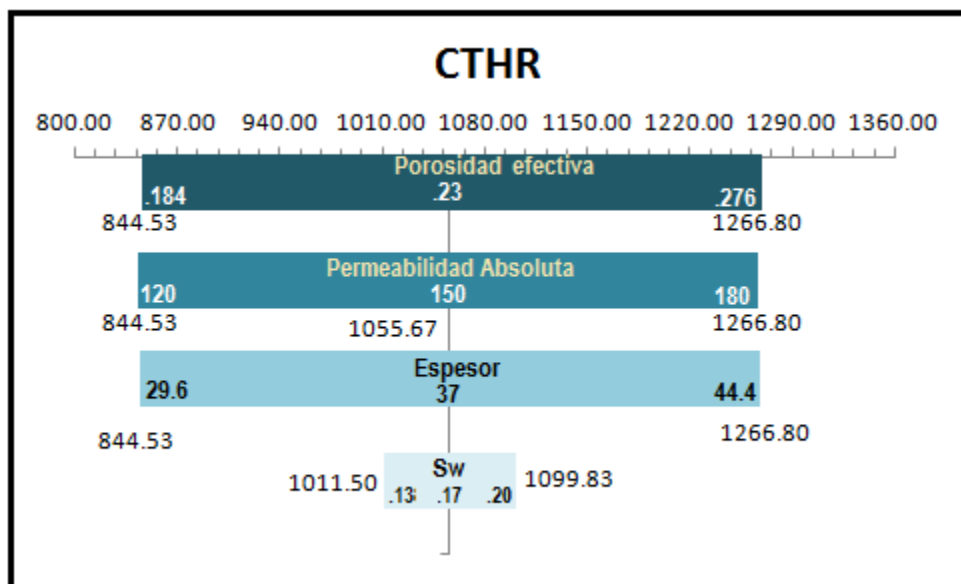 CTHR
800.00 870.00 940.00 1010.00 1080.00 1150.00 1220.00 1290.00 1360.00
Porosidad efectiva
.184 .23 .276
844.53 1266.80
Permeabilidad Absoluta
120 150 180
844.53 1055.67 1266.80
Espesor
29.6 37 44.4
844.53 1266.80
Sw
1011.50 .13 .17 .20 1099.83